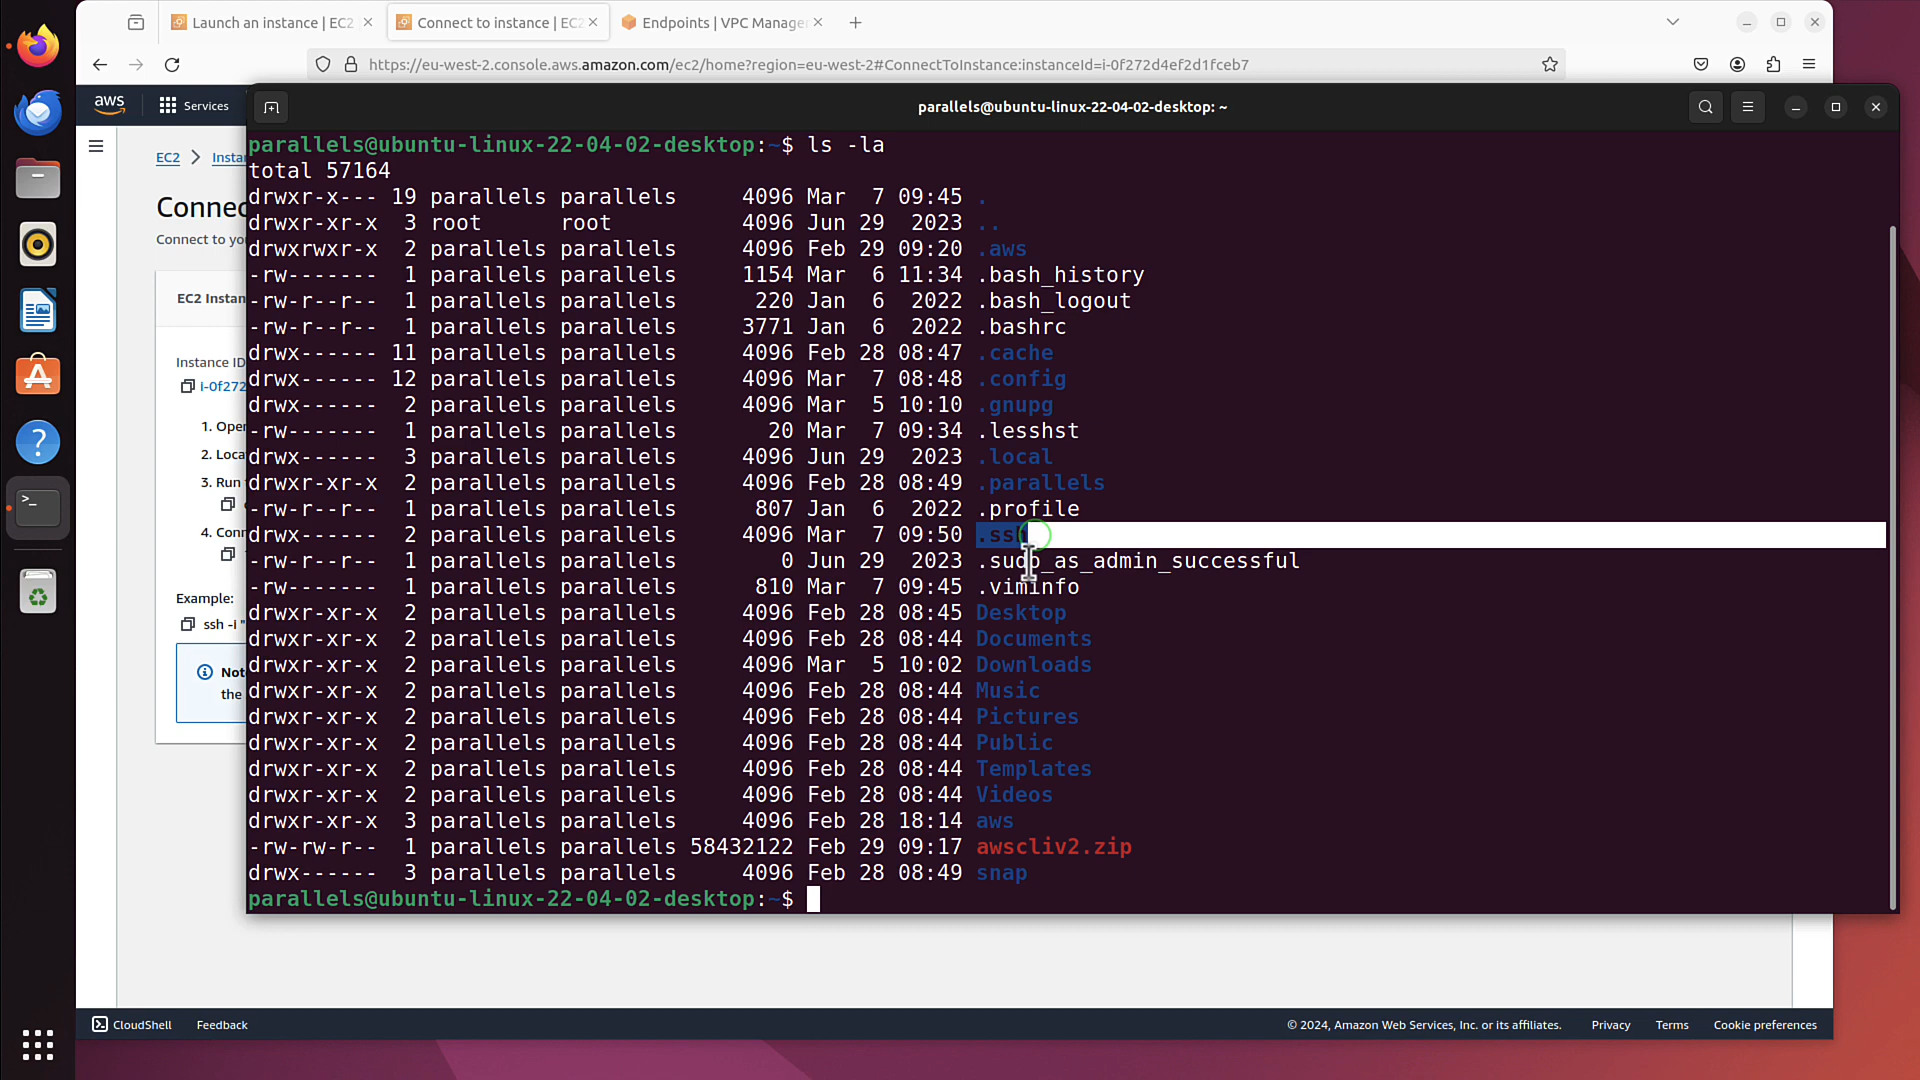 Launch an instance | EC2
Connect to instance | EC2
Endpoints | VPC Manage
https://eu-west-2.console.aws.amazon.com/ec2/home?region=eu-west-2#ConnectToInstance:instanceId=i-0f272d4ef2d1fceb7
aws
Services
parallels@ubuntu-linux-22-04-02-desktop: ~
EC2
Connect to
EC2
Instance ID
i-0f272
1.
2.
3. Run
4.
Example:
ssh -i "
the
parallels@ubuntu-linux-22-04-02-desktop:~$ ls -la
total 57164
drwxr-x--- 19 parallels parallels 4096 Mar 7 09:45 .
drwxr-xr-x 3 root root 4096 Jun 29 2023 ..
drwxrwxr-x 2 parallels parallels 4096 Feb 29 09:20 .aws
-rw------- 1 parallels parallels 1154 Mar 6 11:34 .bash_history
-rw-r--r-- 1 parallels parallels 220 Jan 6 2022 .bash_logout
-rw-r--r-- 1 parallels parallels 3771 Jan 6 2022 .bashrc
drwx------ 11 parallels parallels 4096 Feb 28 08:47 .cache
drwx------ 12 parallels parallels 4096 Mar 7 08:48 .config
drwx------ 2 parallels parallels 4096 Mar 5 10:10 .gnupg
-rw------- 1 parallels parallels 20 Mar 7 09:34 .lesshst
drwx------ 3 parallels parallels 4096 Jun 29 2023 .local
drwxr-xr-x 2 parallels parallels 4096 Feb 28 08:49 .parallels
-rw-r--r-- 1 parallels parallels 807 Jan 6 2022 .profile
drwx------ 2 parallels parallels 4096 Mar 7 09:50 .ssh
-rw-r--r-- 1 parallels parallels 0 Jun 29 2023 .sudo_as_admin_successful
-rw------- 1 parallels parallels 810 Mar 7 09:45 .viminfo
drwxr-xr-x 2 parallels parallels 4096 Feb 28 08:45 Desktop
drwxr-xr-x 2 parallels parallels 4096 Feb 28 08:44 Documents
drwxr-xr-x 2 parallels parallels 4096 Mar 5 10:02 Downloads
drwxr-xr-x 2 parallels parallels 4096 Feb 28 08:44 Music
drwxr-xr-x 2 parallels parallels 4096 Feb 28 08:44 Pictures
drwxr-xr-x 2 parallels parallels 4096 Feb 28 08:44 Public
drwxr-xr-x 2 parallels parallels 4096 Feb 28 08:44 Templates
drwxr-xr-x 2 parallels parallels 4096 Feb 28 08:44 Videos
drwxr-xr-x 3 parallels parallels 4096 Feb 28 18:14 aws
-rw-rw-r-- 1 parallels parallels 58432122 Feb 29 09:17 awscliv2.zip
drwx------ 3 parallels parallels 4096 Feb 28 08:49 snap
parallels@ubuntu-linux-22-04-02-desktop:~$
CloudShell
Feedback
© 2024, Amazon Web Services, Inc. or its affiliates.
Privacy
Terms
Cookie preferences